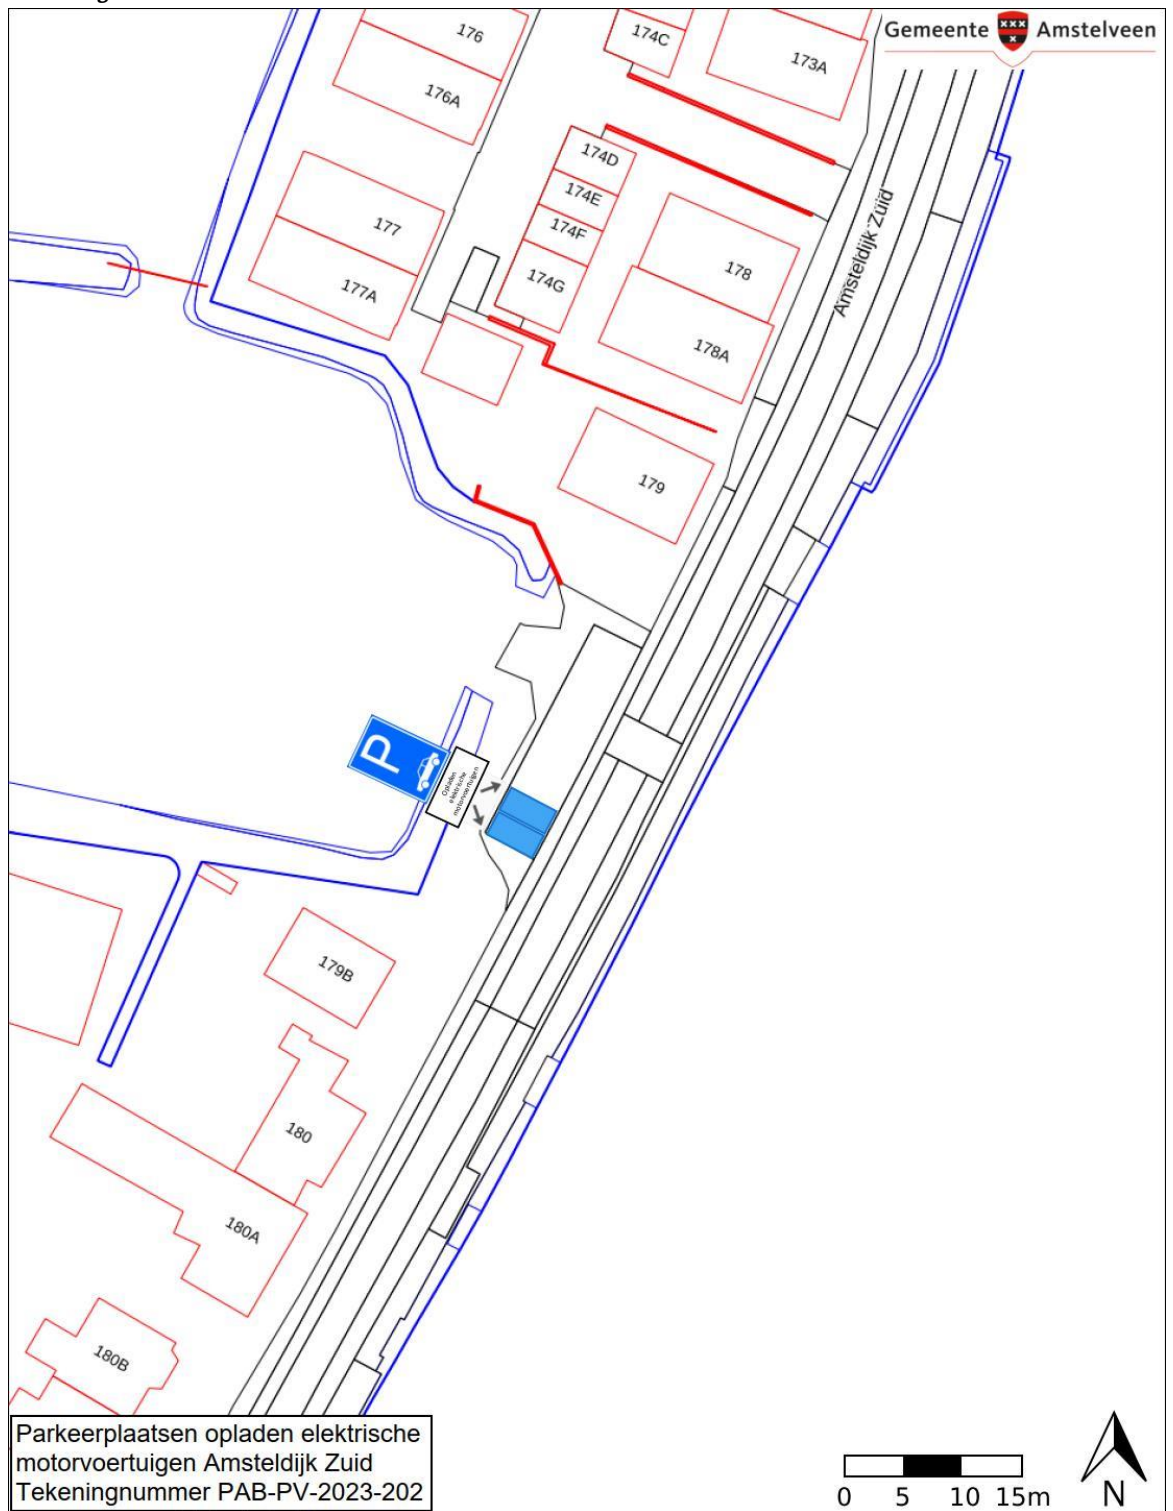 Gemeente Amstelveen
176
174C
173A
176A
174D
174E
174F
174G
177
177A
178
178A
Amsteldijk Zuid
179
P
Opladen
elektrische
motorvoertuigen
179B
180
180A
180B
Parkeerplaatsen opladen elektrische
motorvoertuigen Amsteldijk Zuid
Tekeningnummer PAB-PV-2023-202
0 5 10 15m
N